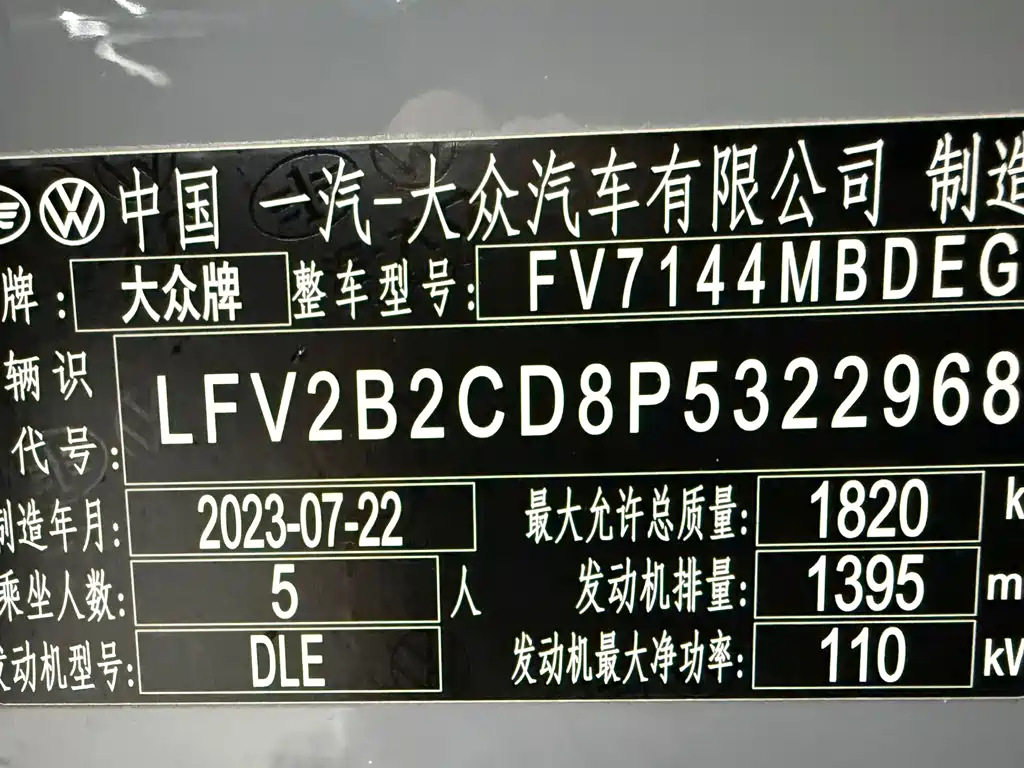 中国 一汽-大众汽车有限公司 制造
牌: 大众牌 整车型号: FV7144MBDEG
辆识
代号: LFV2B2CD8P5322968
制造年月: 2023-07-22 最大允许总质量: 1820 k
乘坐人数: 5 人 发动机排量: 1395 m
发动机型号: DLE 发动机最大净功率: 110 kW